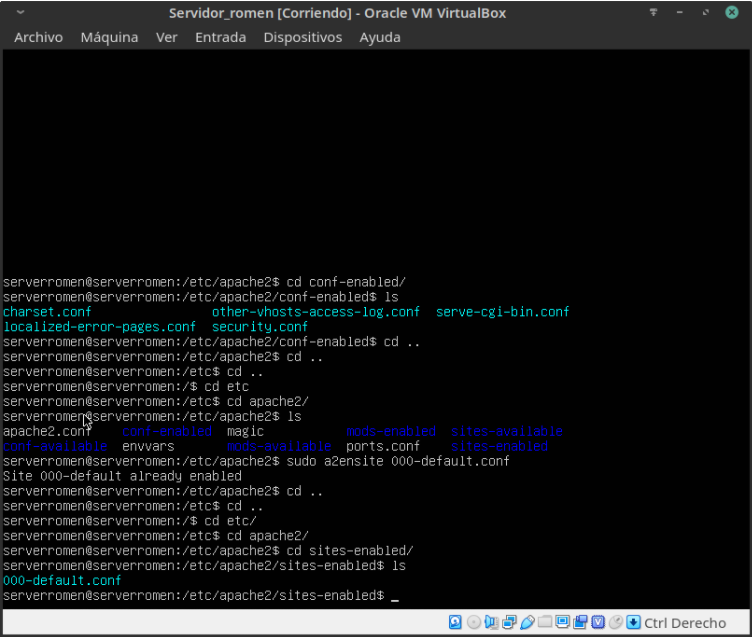 Servidor_romen [Corriendo] - Oracle VM VirtualBox
Archivo Máquina Ver Entrada Dispositivos Ayuda
serverromen@serverromen:/etc/apache2$ cd conf-enabled/
serverromen@serverromen:/etc/apache2/conf-enabled$ ls
charset.conf other-vhosts-access-log.conf serve-cgi-bin.conf
localized-error-pages.conf security.conf
serverromen@serverromen:/etc/apache2/conf-enabled$ cd ..
serverromen@serverromen:/etc/apache2$ cd ..
serverromen@serverromen:/etc$ cd ..
serverromen@serverromen:/$ cd etc
serverromen@serverromen:/etc$ cd apache2/
serverromen@serverromen:/etc/apache2$ ls
apache2.conf conf-enabled magic mods-enabled sites-available
conf-available envvars mods-available ports.conf sites-enabled
serverromen@serverromen:/etc/apache2$ sudo a2ensite 000-default.conf
Site 000-default already enabled
serverromen@serverromen:/etc/apache2$ cd ..
serverromen@serverromen:/etc$ cd ..
serverromen@serverromen:/$ cd etc/
serverromen@serverromen:/etc$ cd apache2/
serverromen@serverromen:/etc/apache2$ cd sites-enabled/
serverromen@serverromen:/etc/apache2/sites-enabled$ ls
000-default.conf
serverromen@serverromen:/etc/apache2/sites-enabled$ _
Ctrl Derecho